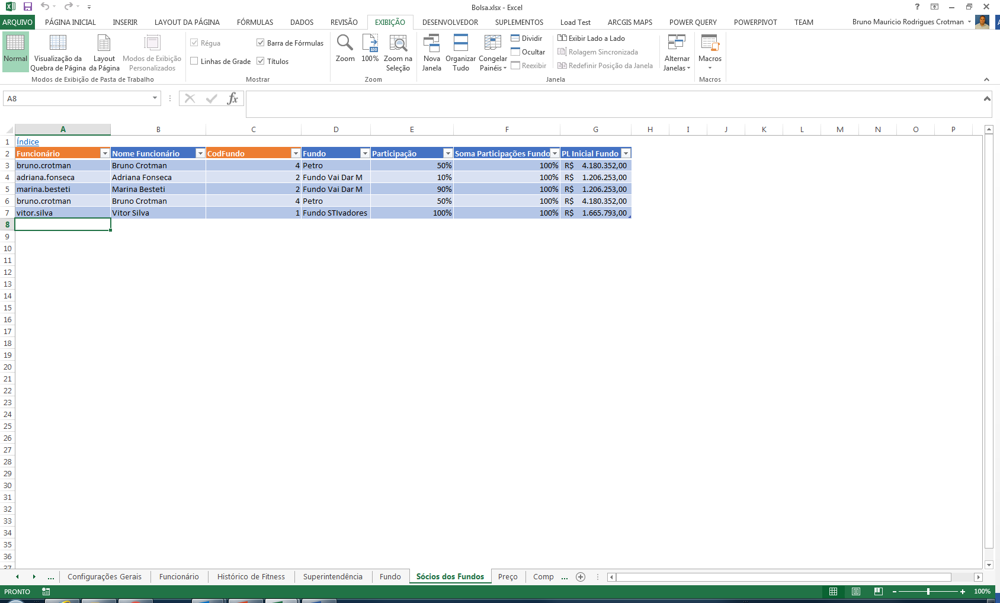 Bolsa.xlsx - Excel
?
ARQUIVO PÁGINA INICIAL INSERIR LAYOUT DA PÁGINA FÓRMULAS DADOS REVISÃO EXIBIÇÃO DESENVOLVEDOR SUPLEMENTOS Load Test ARCGIS MAPS POWER QUERY POWERPIVOT TEAM Bruno Mauricio Rodrigues Crotman
Normal
Visualização da
Quebra de Página
Layout
da Página
Modos de Exibição
Personalizados
Modos de Exibição de Pasta de Trabalho
Régua
Barra de Fórmulas
Linhas de Grade
Títulos
Mostrar
Zoom
100
100%
Zoom na
Seleção
Zoom
Nova
Janela
Organizar
Tudo
Congelar
Painéis
Dividir
Ocultar
Reexibir
Exibir Lado a Lado
Rolagem Sincronizada
Redefinir Posição da Janela
Alternar
Janelas
Janela
Macros
Macros
A8
fx
A B C D E F G H I J K L M N O P
1 Índice
2 Funcionário Nome Funcionário CodFundo Fundo Participação Soma Participações Fundo PL Inicial Fundo
3 bruno.crotman Bruno Crotman 4 Petro 50% 100% R$ 4.180.352,00
4 adriana.fonseca Adriana Fonseca 2 Fundo Vai Dar M 10% 100% R$ 1.206.253,00
5 marina.besteti Marina Besteti 2 Fundo Vai Dar M 90% 100% R$ 1.206.253,00
6 bruno.crotman Bruno Crotman 4 Petro 50% 100% R$ 4.180.352,00
7 vitor.silva Vitor Silva 1 Fundo STIvadores 100% 100% R$ 1.665.793,00
8
9
10
11
12
13
14
15
16
17
18
19
20
21
22
23
24
25
26
27
28
29
30
31
32
33
34
35
36
37
... Configurações Gerais Funcionário Histórico de Fitness Superintendência Fundo Sócios dos Fundos Preço Comp ...
PRONTO 100%